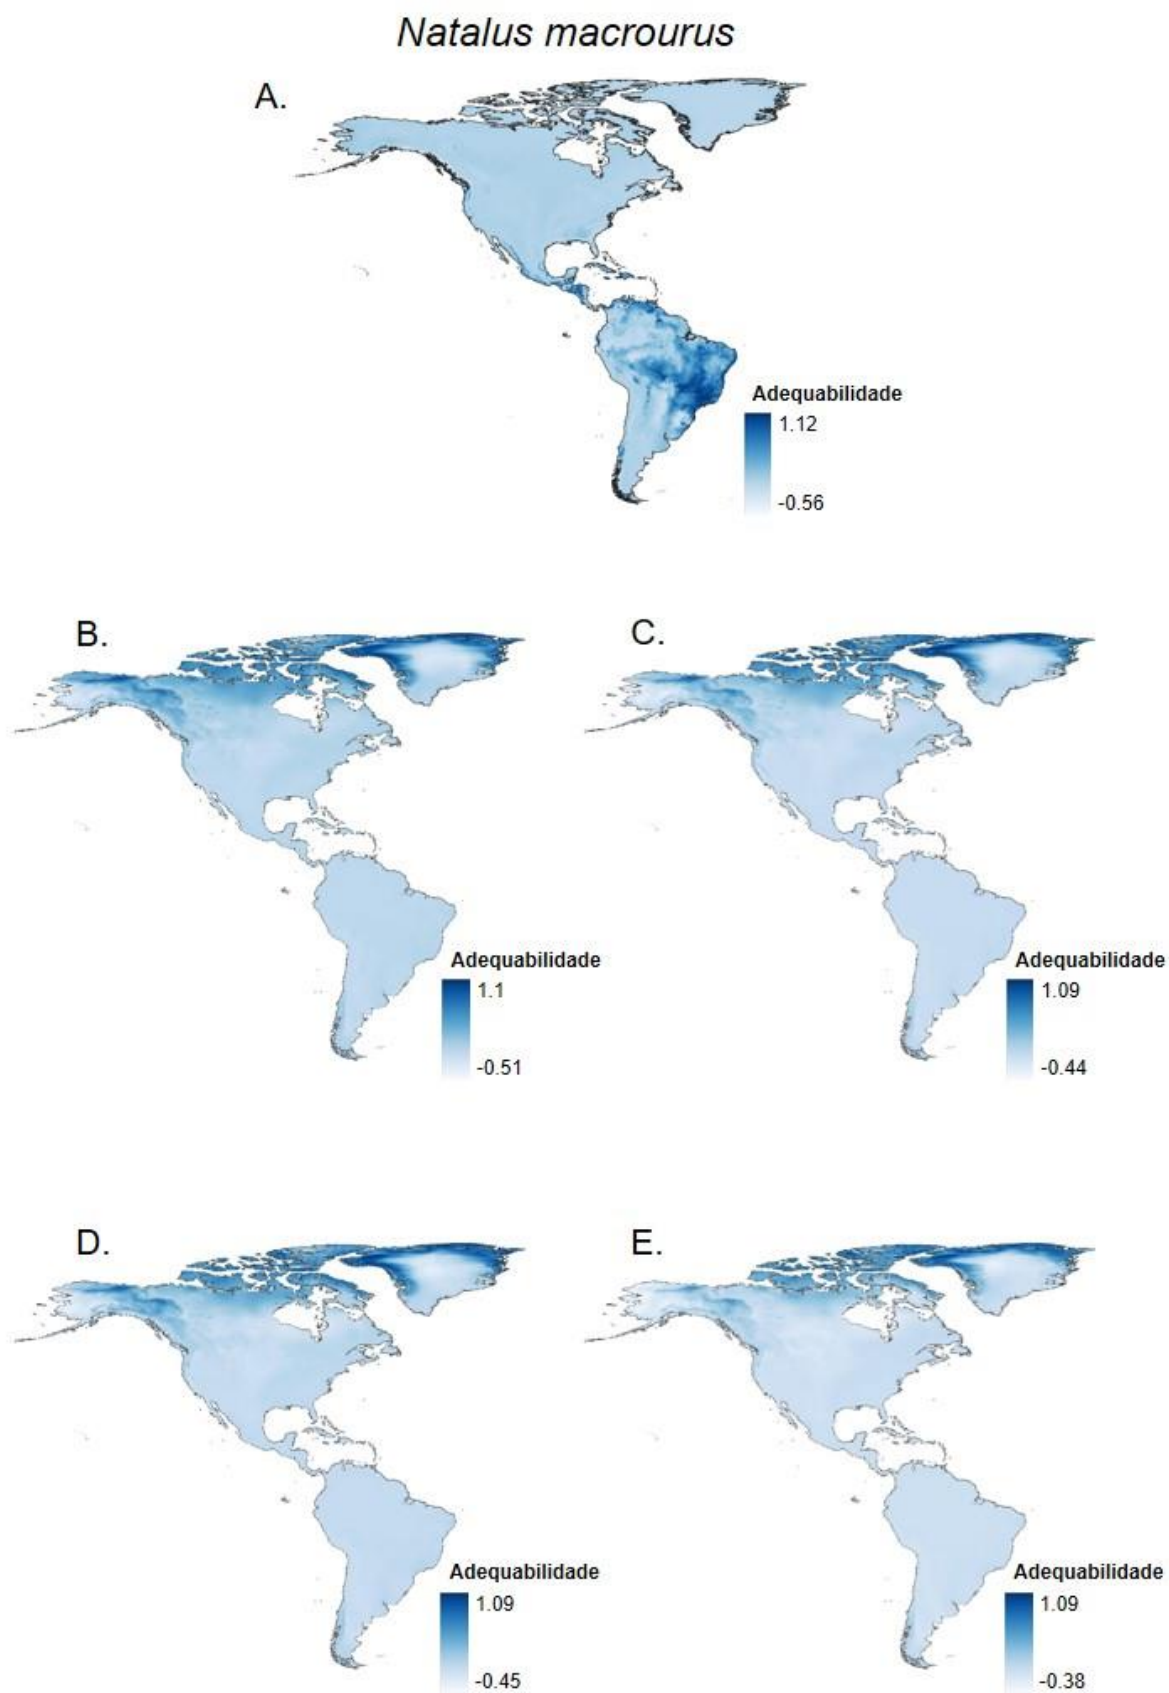 Natalus macrourus
A.
Adequabilidade
1.12
-0.56
B.
C.
Adequabilidade
1.1
-0.51
Adequabilidade
1.09
-0.44
D.
E.
Adequabilidade
1.09
-0.45
Adequabilidade
1.09
-0.38